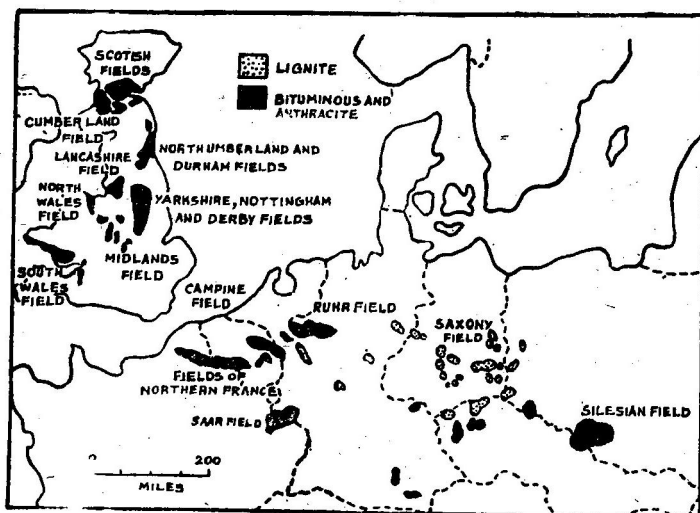 SCOTISH
FIELDS
LIGNITE
BITUMINOUS AND
ANTHRACITE
CUMBERLAND
FIELD
NORTHUMBERLAND AND
DURHAM FIELDS
LANCASHIRE
FIELD
NORTH
WALES
FIELD
YARKSHIRE, NOTTINGHAM
AND DERBY FIELDS
MIDLANDS
FIELD
SOUTH
WALES
FIELD
CAMPINE
FIELD
RUHR FIELD
SAXONY
FIELD
FIELDS OF
NORTHERN FRANCE
SAAR FIELD
SILESIAN FIELD
0 200
MILES